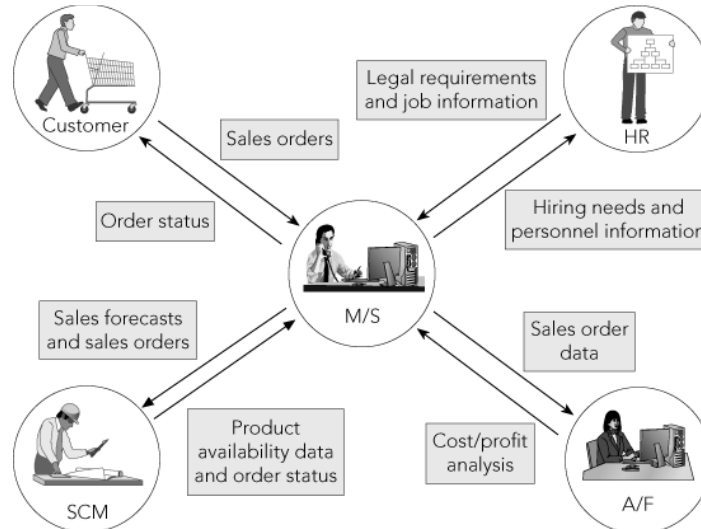 Customer
Sales orders
Order status
Legal requirements
and job information
HR
Hiring needs and
personnel information
M/S
Sales forecasts
and sales orders
Product
availability data
and order status
SCM
Sales order
data
Cost/profit
analysis
A/F